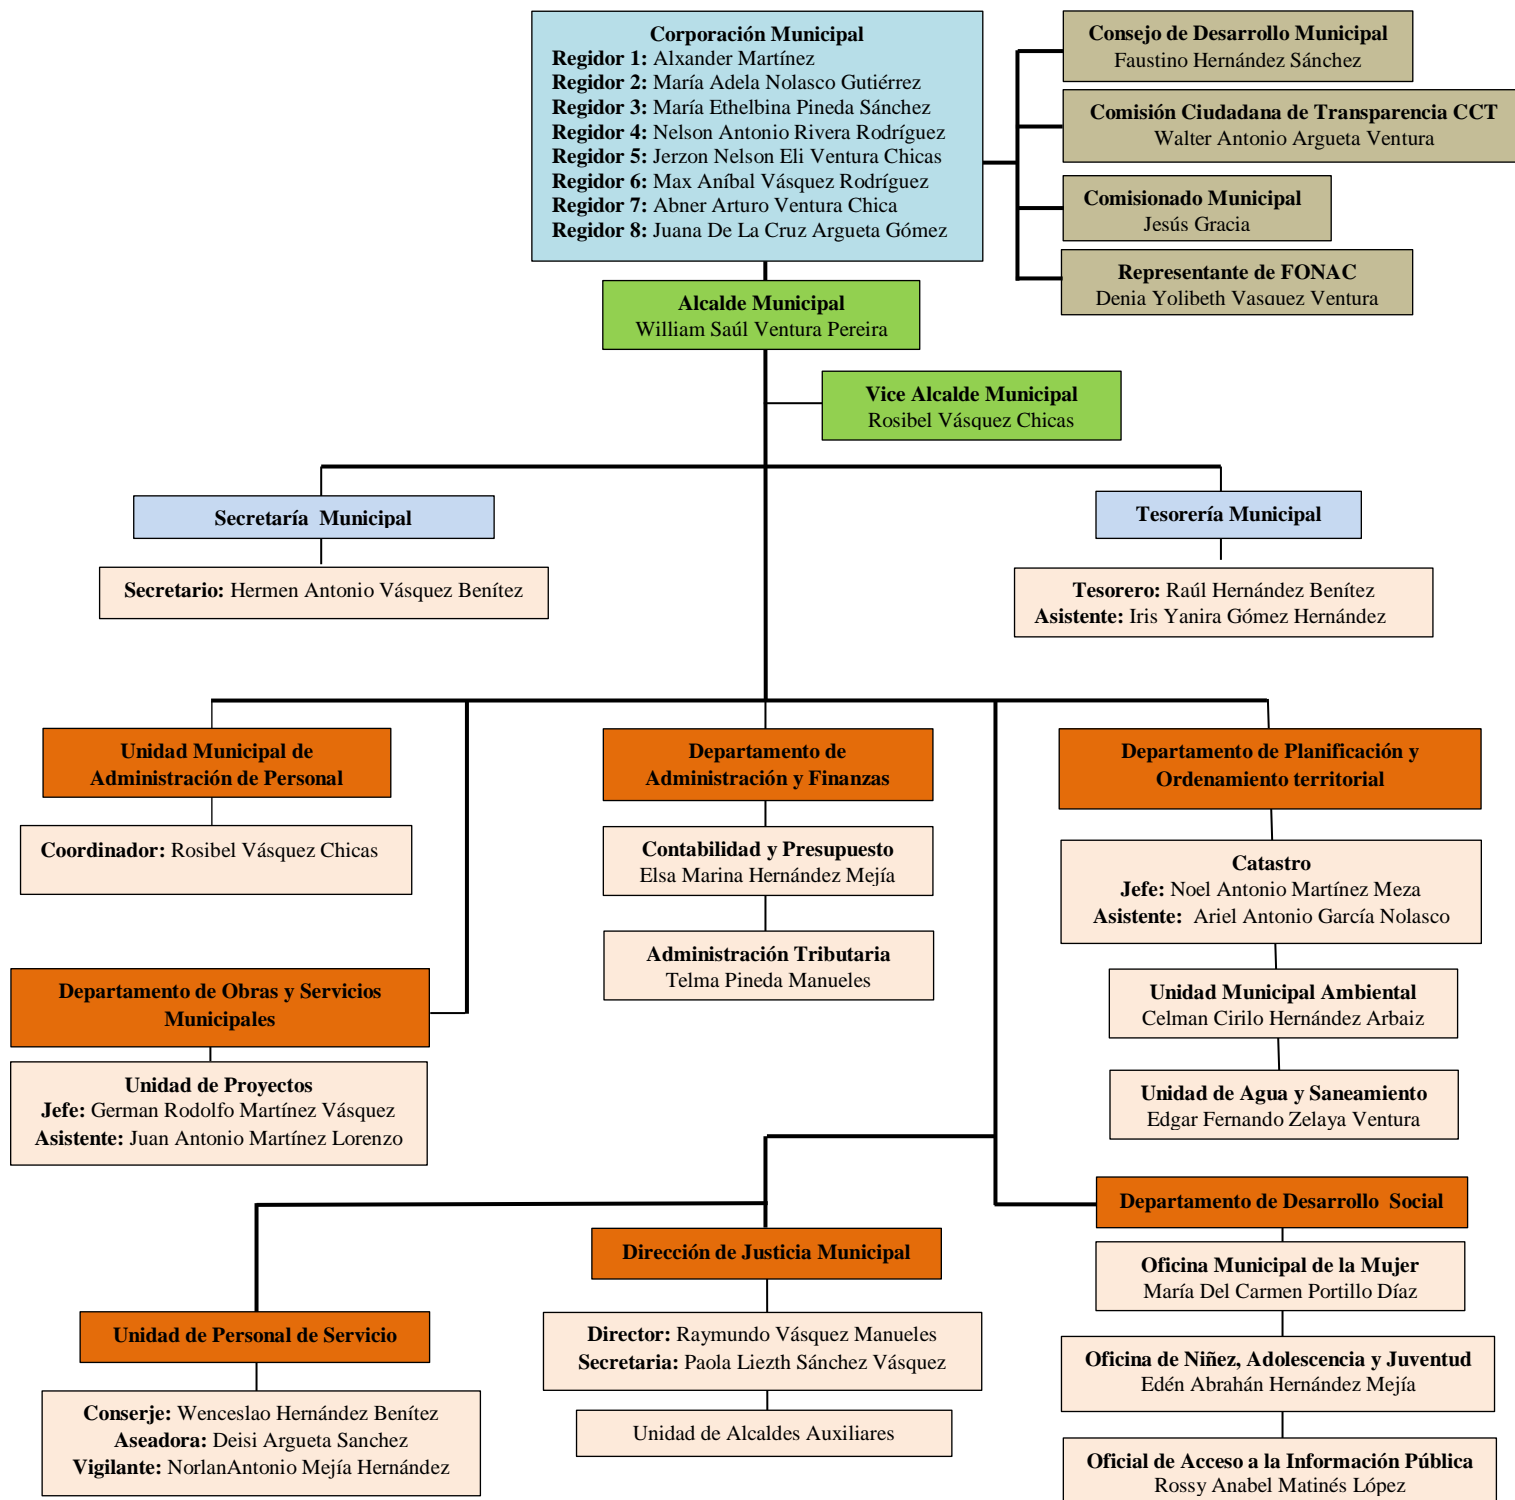 Corporación Municipal
Regidor 1: Alxander Martínez
Regidor 2: María Adela Nolasco Gutiérrez
Regidor 3: María Ethelbina Pineda Sánchez
Regidor 4: Nelson Antonio Rivera Rodríguez
Regidor 5: Jerzon Nelson Eli Ventura Chicas
Regidor 6: Max Aníbal Vásquez Rodríguez
Regidor 7: Abner Arturo Ventura Chica
Regidor 8: Juana De La Cruz Argueta Gómez
Consejo de Desarrollo Municipal
Faustino Hernández Sánchez
Comisión Ciudadana de Transparencia CCT
Walter Antonio Argueta Ventura
Comisionado Municipal
Jesús Gracia
Representante de FONAC
Denia Yolibeth Vasquez Ventura
Alcalde Municipal
William Saúl Ventura Pereira
Vice Alcalde Municipal
Rosibel Vásquez Chicas
Secretaría Municipal
Secretario: Hermen Antonio Vásquez Benítez
Tesorería Municipal
Tesorero: Raúl Hernández Benítez
Asistente: Iris Yanira Gómez Hernández
Unidad Municipal de
Administración de Personal
Coordinador: Rosibel Vásquez Chicas
Departamento de
Administración y Finanzas
Contabilidad y Presupuesto
Elsa Marina Hernández Mejía
Administración Tributaria
Telma Pineda Manueles
Departamento de Planificación y
Ordenamiento territorial
Catastro
Jefe: Noel Antonio Martínez Meza
Asistente: Ariel Antonio García Nolasco
Unidad Municipal Ambiental
Celman Cirilo Hernández Arbaiz
Unidad de Agua y Saneamiento
Edgar Fernando Zelaya Ventura
Departamento de Obras y Servicios
Municipales
Unidad de Proyectos
Jefe: German Rodolfo Martínez Vásquez
Asistente: Juan Antonio Martínez Lorenzo
Departamento de Desarrollo Social
Oficina Municipal de la Mujer
María Del Carmen Portillo Díaz
Oficina de Niñez, Adolescencia y Juventud
Edén Abrahán Hernández Mejía
Oficial de Acceso a la Información Pública
Rossy Anabel Matinés López
Dirección de Justicia Municipal
Director: Raymundo Vásquez Manueles
Secretaria: Paola Liezth Sánchez Vásquez
Unidad de Alcaldes Auxiliares
Unidad de Personal de Servicio
Conserje: Wenceslao Hernández Benítez
Aseadora: Deisi Argueta Sanchez
Vigilante: NorlanAntonio Mejía Hernández